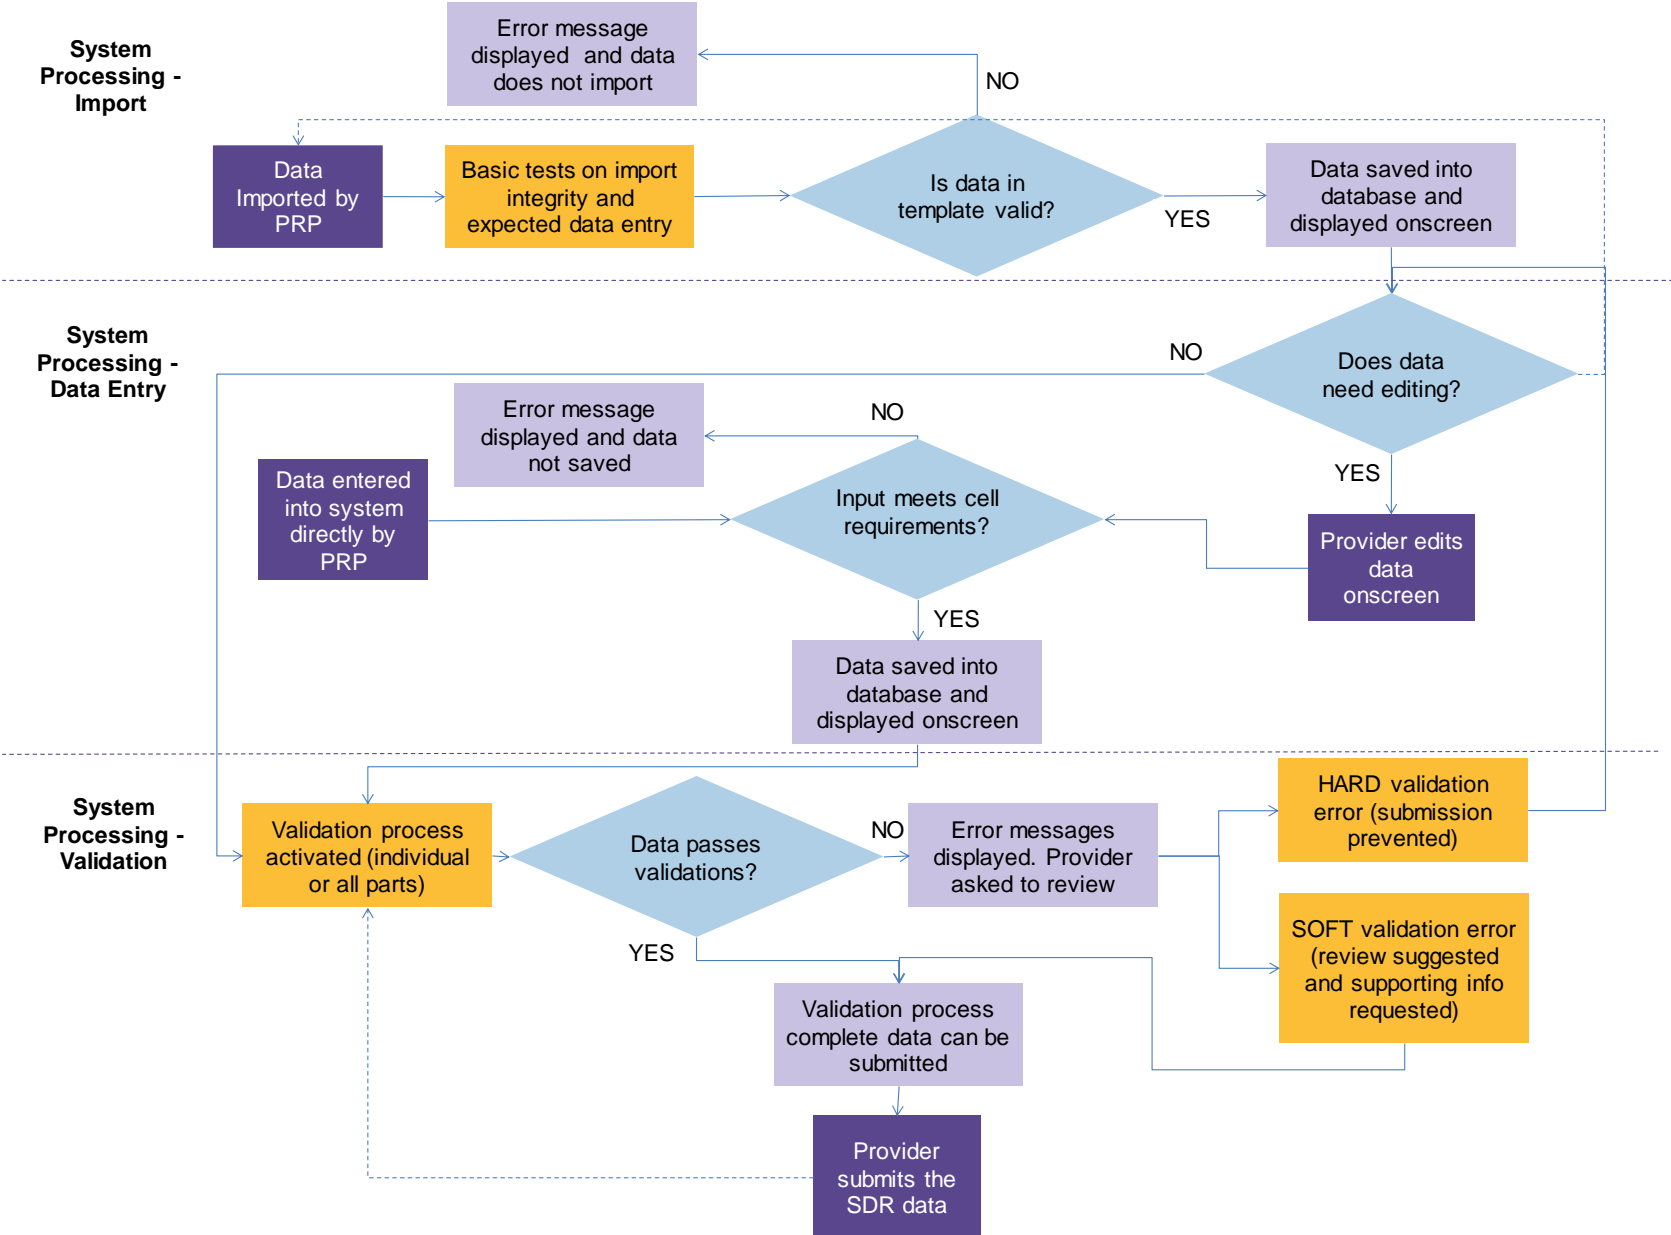 System
Processing -
Import
Error message
displayed and data
does not import
NO
Data
Imported by
PRP
Basic tests on import
integrity and
expected data entry
Is data in
template valid?
YES
Data saved into
database and
displayed onscreen
System
Processing -
Data Entry
NO
Does data
need editing?
YES
Error message
displayed and data
not saved
NO
Data entered
into system
directly by
PRP
Input meets cell
requirements?
Provider edits
data
onscreen
YES
Data saved into
database and
displayed onscreen
System
Processing -
Validation
Validation process
activated (individual
or all parts)
Data passes
validations?
NO
Error messages
displayed. Provider
asked to review
HARD validation
error (submission
prevented)
SOFT validation error
(review suggested
and supporting info
requested)
YES
Validation process
complete data can be
submitted
Provider
submits the
SDR data